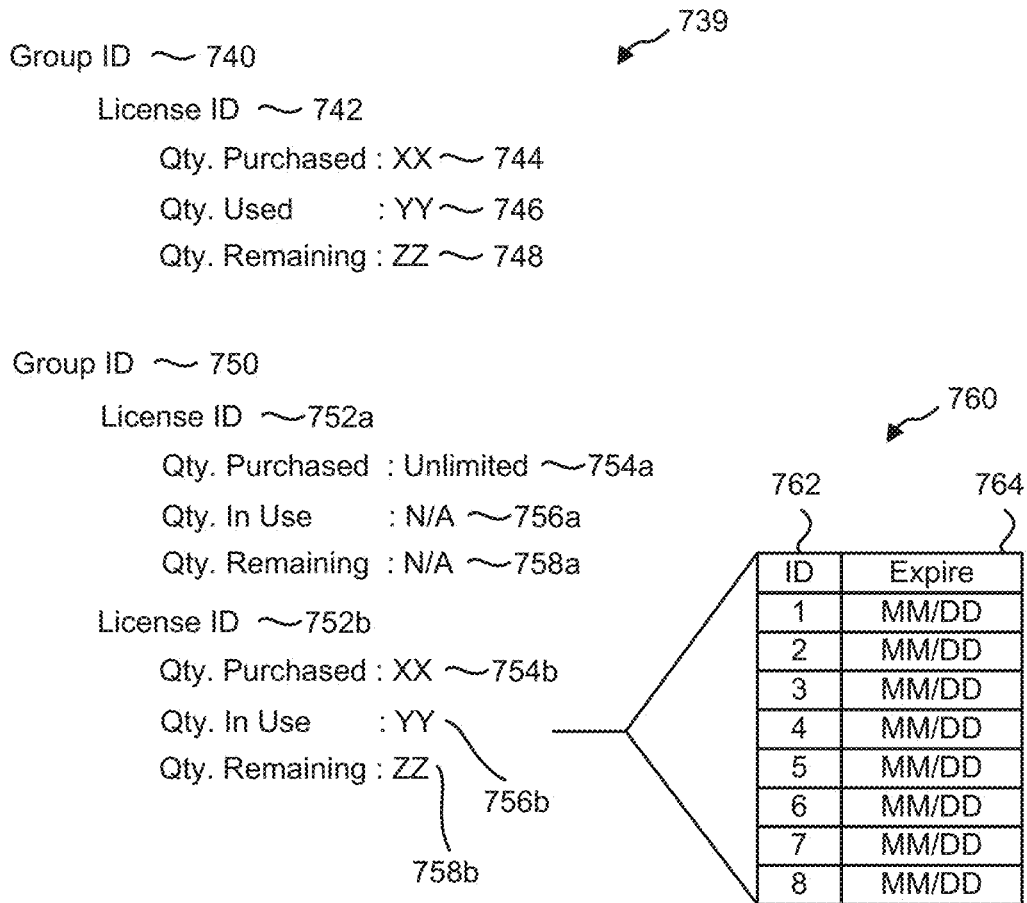 739
Group ID 740
License ID 742
Qty. Purchased : XX 744
Qty. Used : YY 746
Qty. Remaining : ZZ 748
Group ID 750
License ID 752a
Qty. Purchased : Unlimited 754a
Qty. In Use : N/A 756a
Qty. Remaining : N/A 758a
License ID 752b
Qty. Purchased : XX 754b
Qty. In Use : YY 756b
Qty. Remaining : ZZ 758b
760
762 764
ID Expire
1 MM/DD
2 MM/DD
3 MM/DD
4 MM/DD
5 MM/DD
6 MM/DD
7 MM/DD
8 MM/DD